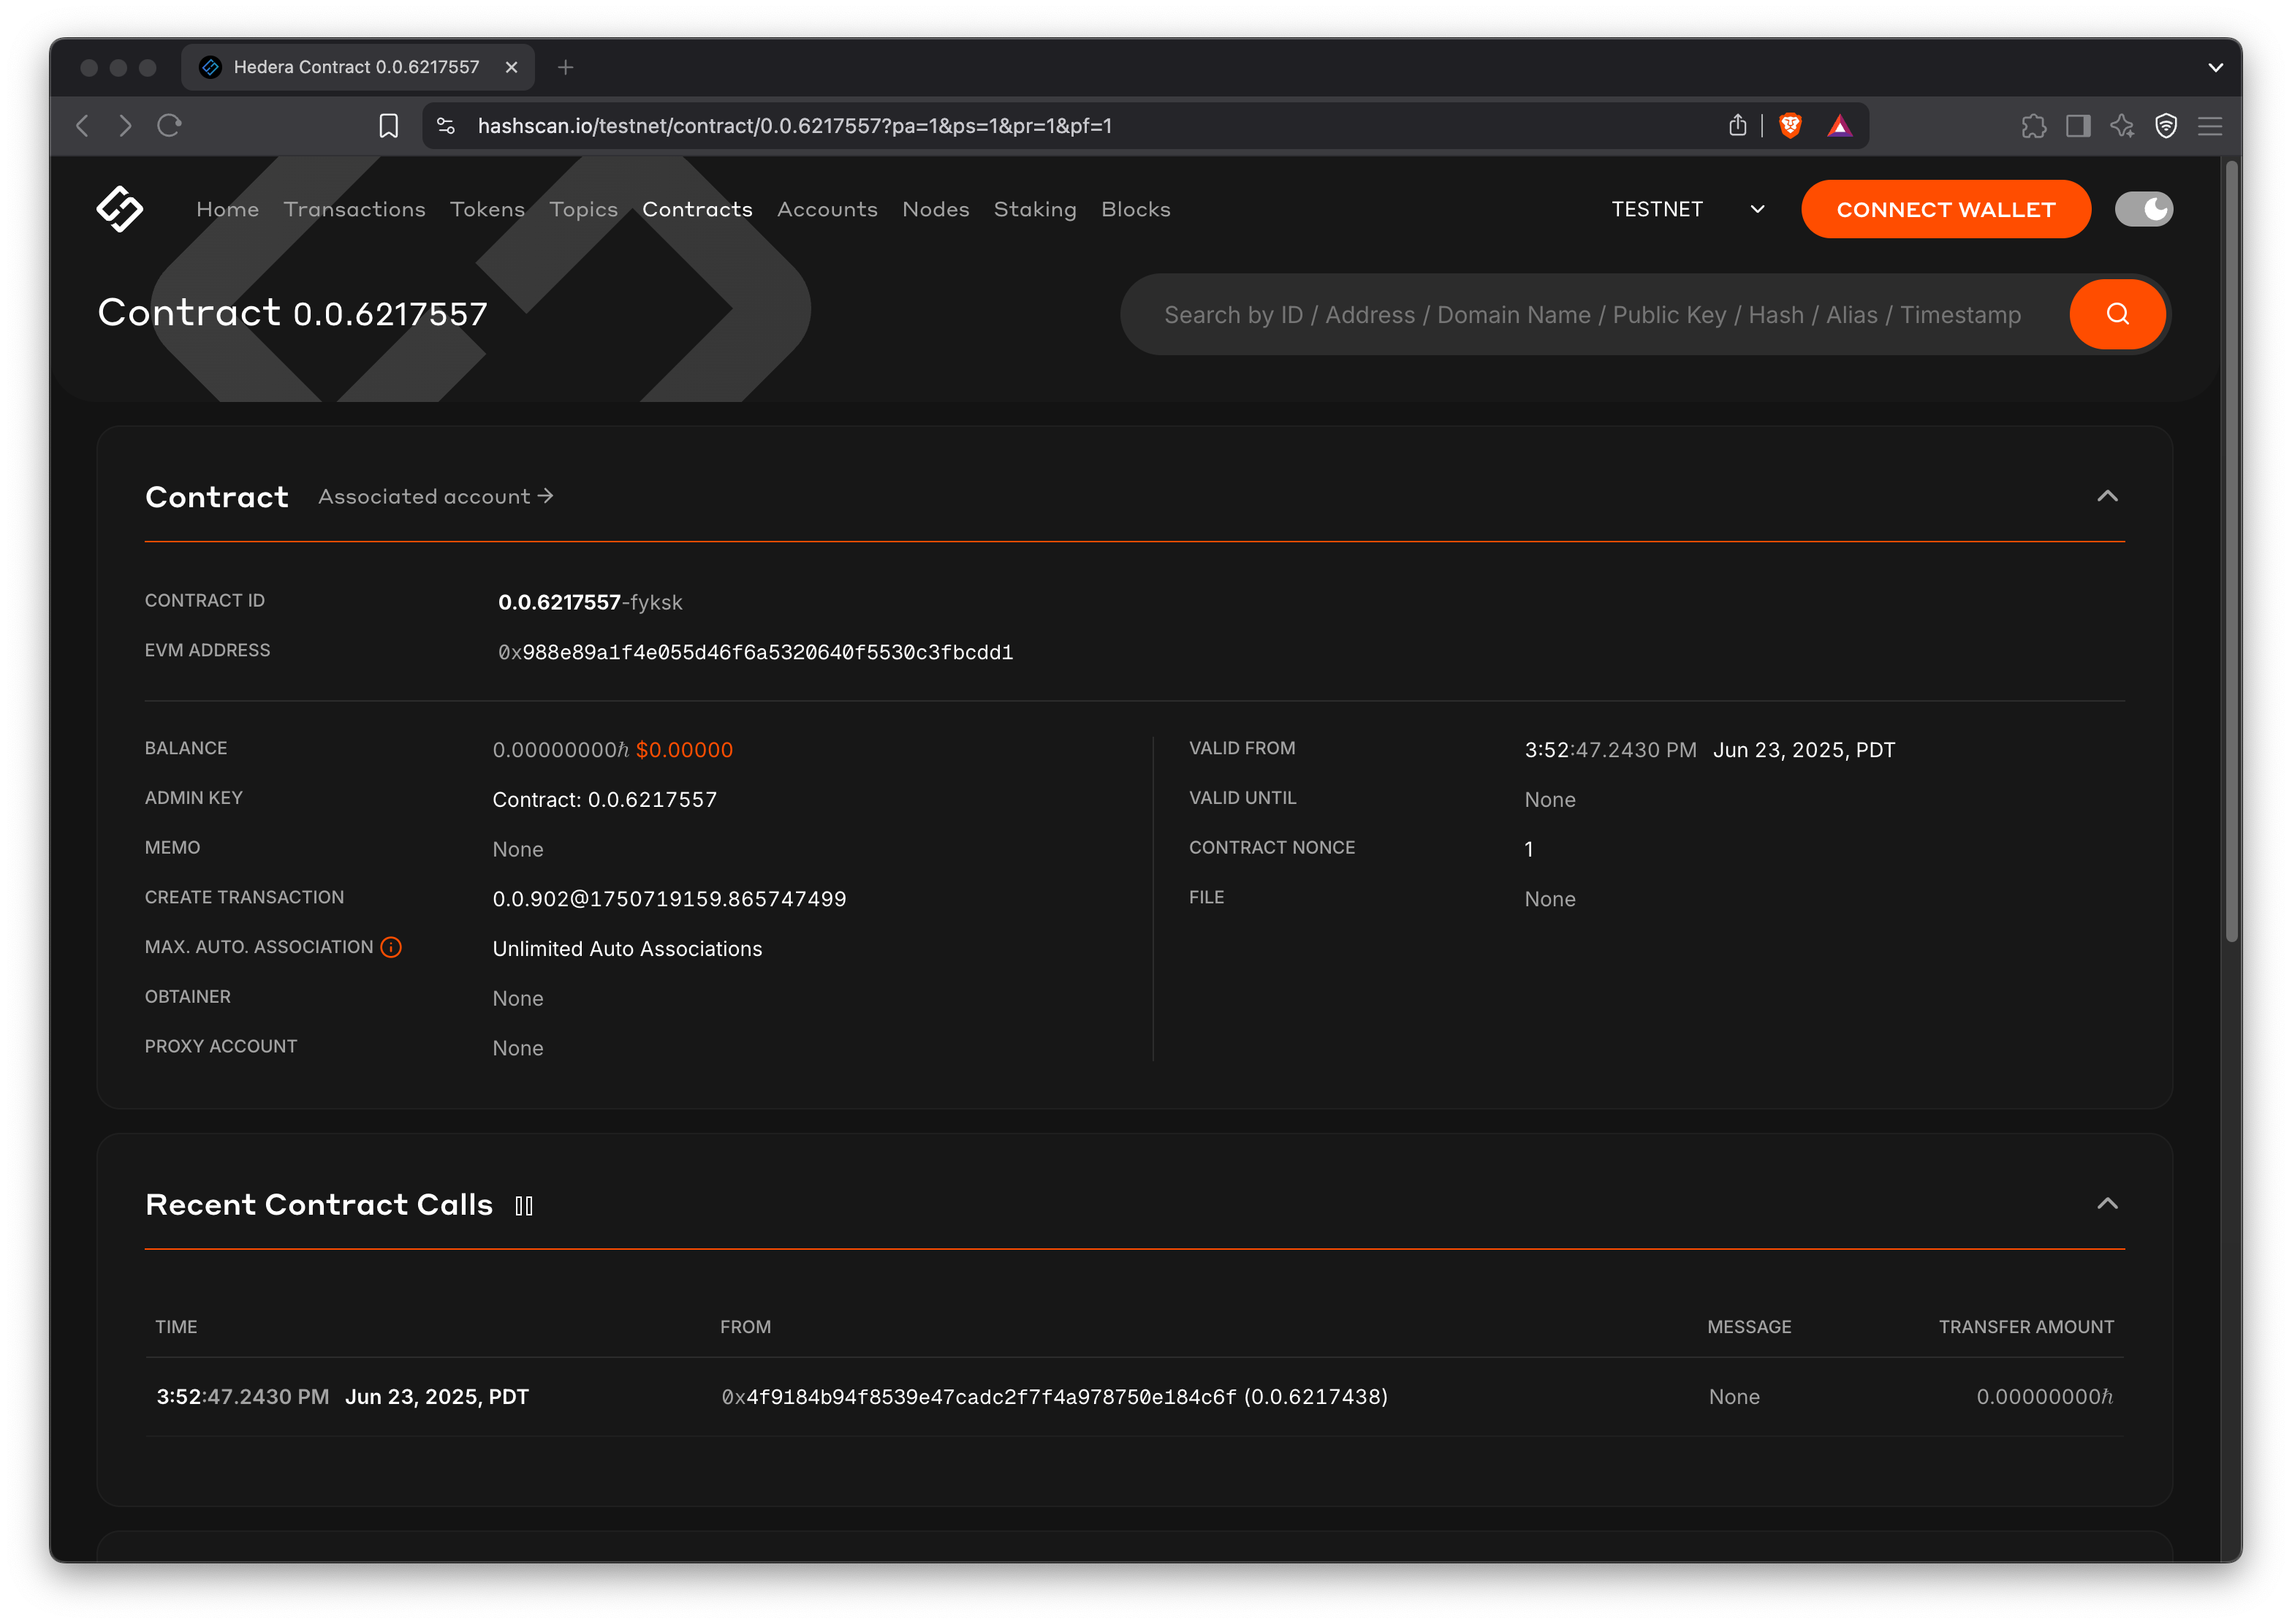 Hedera Contract 0.0.6217557
hashscan.io/testnet/contract/0.0.6217557?pa=1&ps=1&pr=1&pf=1
Home Transactions Tokens Topics Contracts Accounts Nodes Staking Blocks TESTNET CONNECT WALLET
Contract 0.0.6217557 Search by ID / Address / Domain Name / Public Key / Hash / Alias / Timestamp
Contract Associated account →
CONTRACT ID 0.0.6217557-fyksk
EVM ADDRESS 0x988e89a1f4e055d46f6a5320640f5530c3fbcdd1
BALANCE 0.00000000ℏ $0.00000
ADMIN KEY Contract: 0.0.6217557
MEMO None
CREATE TRANSACTION 0.0.902@1750719159.865747499
MAX. AUTO. ASSOCIATION Unlimited Auto Associations
OBTAINER None
PROXY ACCOUNT None
VALID FROM 3:52:47.2430 PM Jun 23, 2025, PDT
VALID UNTIL None
CONTRACT NONCE 1
FILE None
Recent Contract Calls
TIME FROM MESSAGE TRANSFER AMOUNT
3:52:47.2430 PM Jun 23, 2025, PDT 0x4f9184b94f8539e47cadc2f7f4a978750e184c6f (0.0.6217438) None 0.00000000ℏ